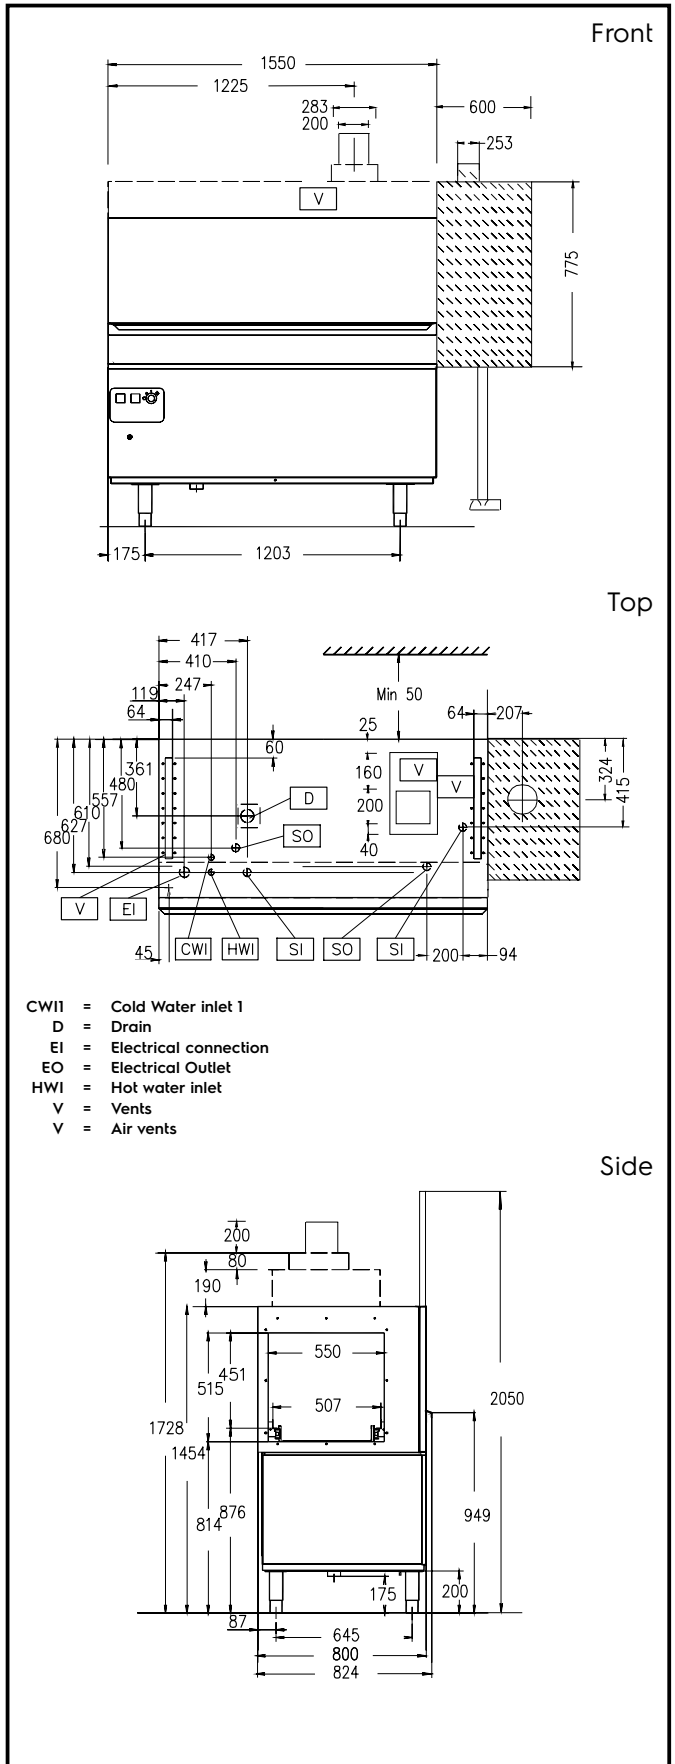 Front
1550
1225
283
600
200
253
V
775
175
1203
Top
417
410
247
Min 50
119
64
25
64
207
60
361
160
V
324
480
V
415
557
D
200
610
627
SO
680
40
V
EI
CWI
HWI
SI
SO
SI
45
200
94
CWI1 = Cold Water inlet 1
D = Drain
EI = Electrical connection
EO = Electrical Outlet
HWI = Hot water inlet
V = Vents
V = Air vents
Side
200
80
190
550
451
515
2050
507
1728
1454
876
949
814
175
200
87
645
800
824